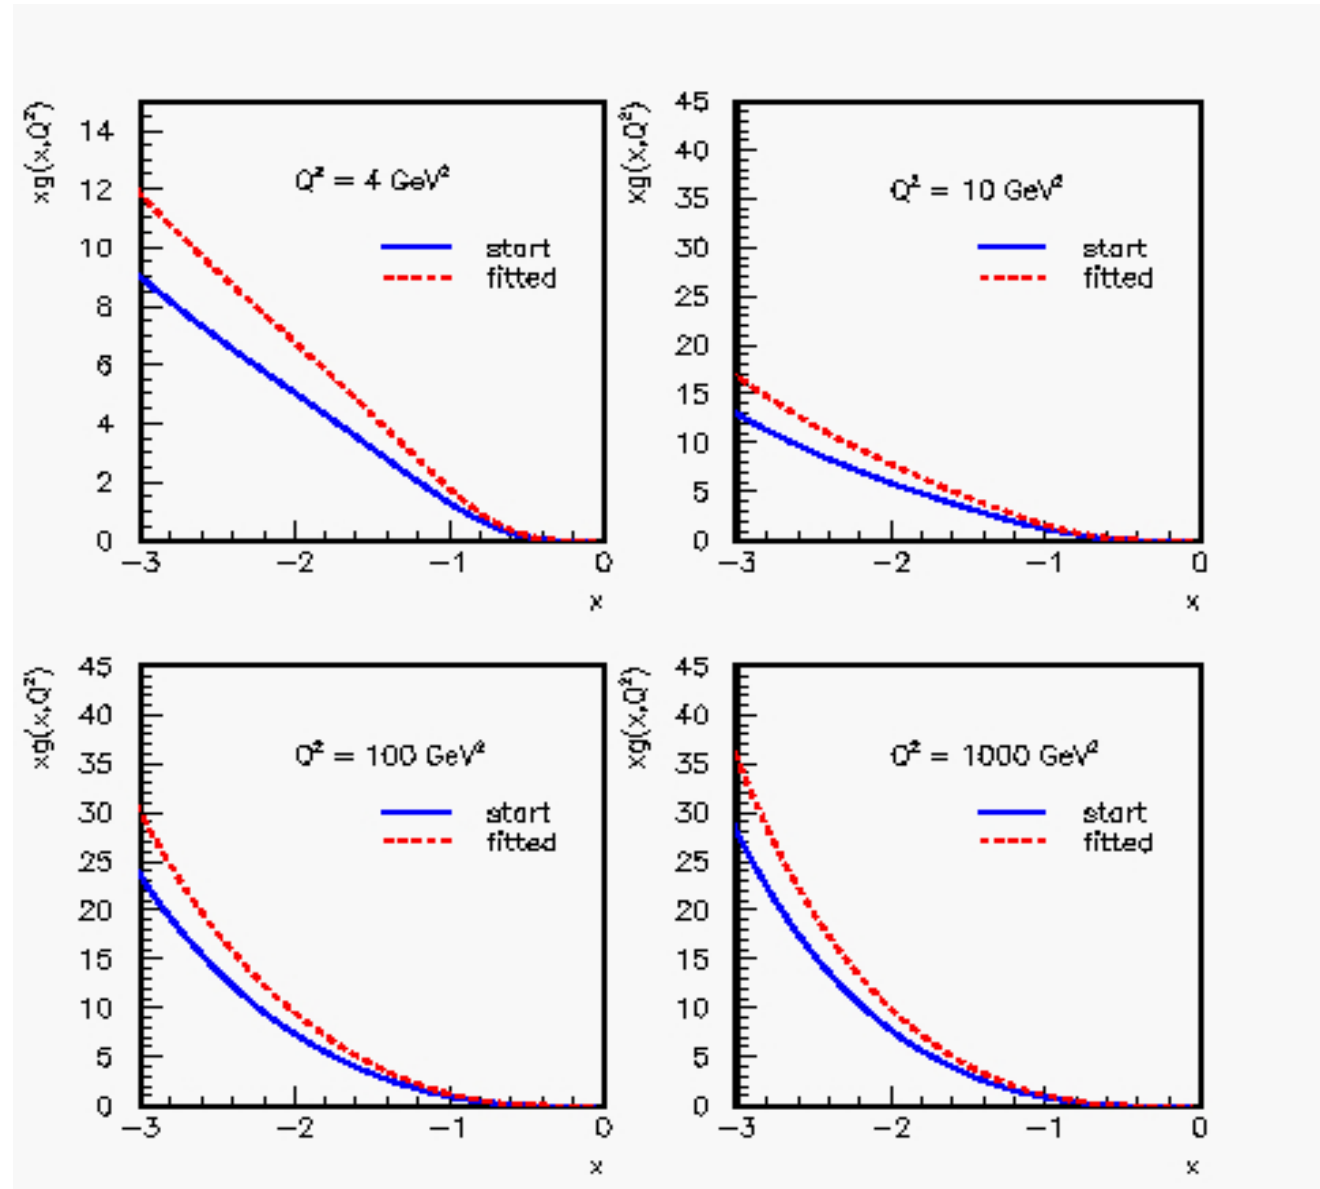 xg(x,Q²)
14
12
10
8
6
4
2
0
Q² = 4 GeV²
start
fitted
−3 −2 −1 0
x
xg(x,Q²)
45
40
35
30
25
20
15
10
5
0
Q² = 10 GeV²
start
fitted
−3 −2 −1 0
x
xg(x,Q²)
45
40
35
30
25
20
15
10
5
0
Q² = 100 GeV²
start
fitted
−3 −2 −1 0
x
xg(x,Q²)
45
40
35
30
25
20
15
10
5
0
Q² = 1000 GeV²
start
fitted
−3 −2 −1 0
x